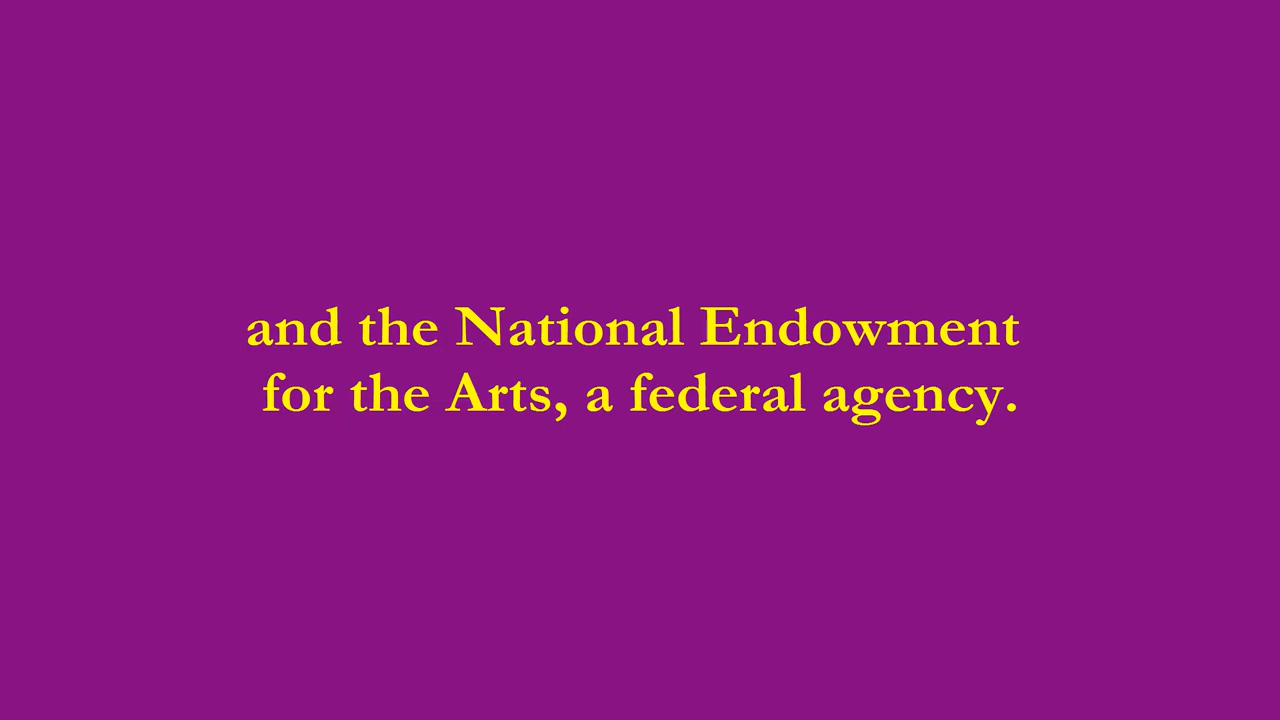 and the National Endowment
for the Arts, a federal agency.